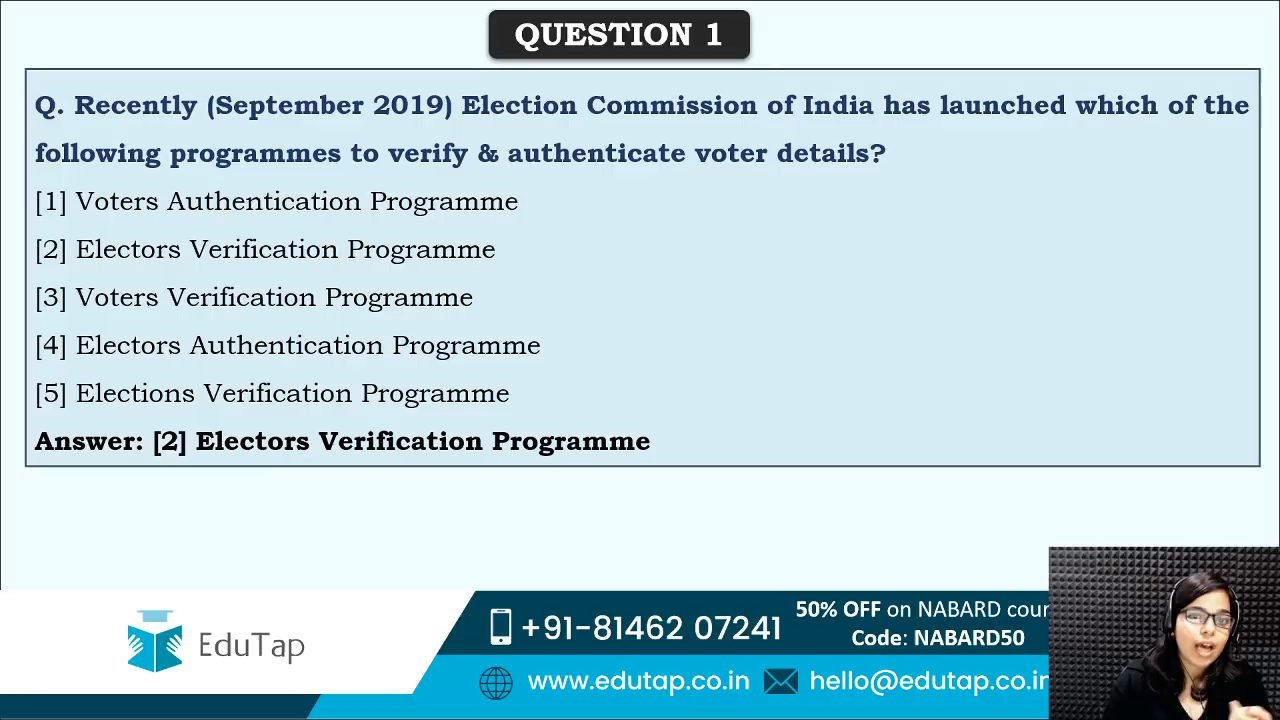 QUESTION 1
Q. Recently (September 2019) Election Commission of India has launched which of the
following programmes to verify & authenticate voter details?
[1] Voters Authentication Programme
[2] Electors Verification Programme
[3] Voters Verification Programme
[4] Electors Authentication Programme
[5] Elections Verification Programme
Answer: [2] Electors Verification Programme
EduTap
+91-81462 07241
50% OFF on NABARD cour
Code: NABARD50
www.edutap.co.in
hello@edutap.co.in